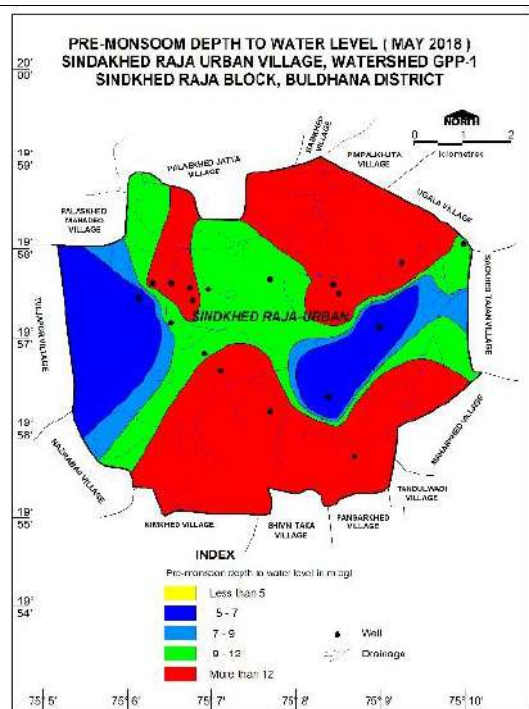 PRE-MONSOOM DEPTH TO WATER LEVEL ( MAY 2018 )
SINDAKHED RAJA URBAN VILLAGE, WATERSHED GPP-1
SINDKHED RAJA BLOCK, BULDHANA DISTRICT
20°
00'
NORTH
0 1 2
kilometres
19°
59'
VILLAGE
PALASKHED JATYA
VILLAGE
PIMPALKHUTA
VILLAGE
UGALA VILLAGE
PALASKHED
MAHADEO
VILLAGE
19°
58'
TULJAPUR VILLAGE
SINDKHED RAJA-URBAN
19°
57'
19°
56'
VILLAGE
TANDULWADI
VILLAGE
KIMKHED VILLAGE
SHIVNI TAKA
VILLAGE
PANGARKHED
VILLAGE
19°
55'
INDEX
Pre-monsoon depth to water level in m bgl
Less than 5
5 - 7
7 - 9
9 - 12
More than 12
Well
Drainage
19°
54'
75° 5' 75° 6' 75° 7' 75° 8' 75° 9' 75° 10'